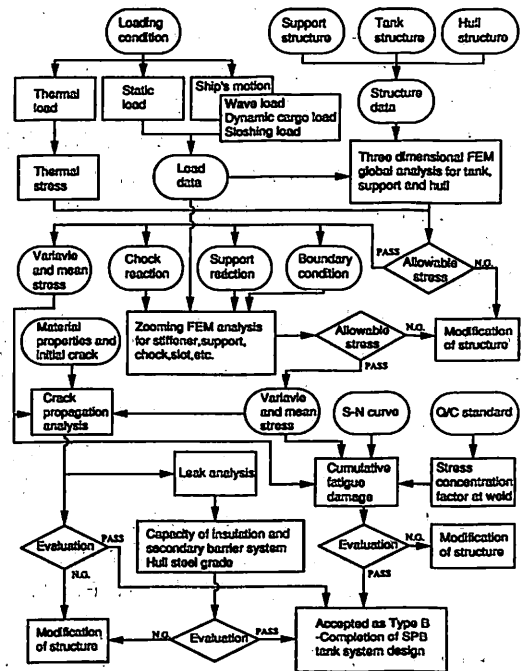 Loading
condition
Support
structure
Tank
structure
Hull
structure
Thermal
load
Static
load
Ship's motion
Wave load
Dynamic cargo load
Sloshing load
Structure
data
Thermal
stress
Load
data
Three dimensional FEM
global analysis for tank,
support and hull
Variavle
and mean
stress
Chock
reaction
Support
reaction
Boundary
condition
PASS
Allowable
stress
N.G.
Material
properties and
initial crack
Zooming FEM analysis
for stiffener,support,
chock,slot,etc.
Allowable
stress
N.G.
Modification
of structure
PASS
Crack
propagation
analysis
Variavle
and mean
stress
S-N curve
Q/C standard
Leak analysis
Cumulative
fatigue
damage
Stress
concentration
factor at weld
Evaluation
PASS
N.G.
Capacity of insulation and
secondary barrier system
Hull steel grade
Evaluation
N.G.
Modification
of structure
PASS
Modification
of structure
N.G.
Evaluation
PASS
Accepted as Type B
-Completion of SPB
tank system design